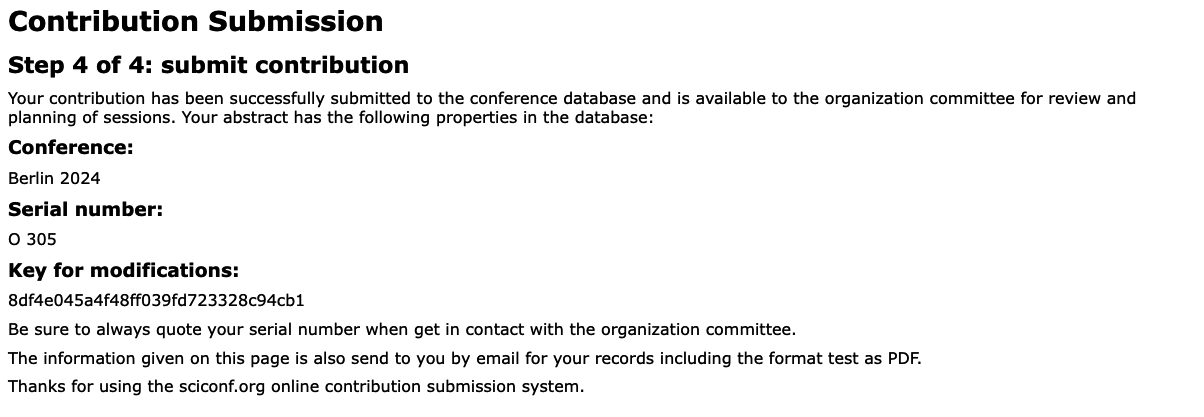 Contribution Submission
Step 4 of 4: submit contribution
Your contribution has been successfully submitted to the conference database and is available to the organization committee for review and
planning of sessions. Your abstract has the following properties in the database:
Conference:
Berlin 2024
Serial number:
O 305
Key for modifications:
8df4e045a4f48ff039fd723328c94cb1
Be sure to always quote your serial number when get in contact with the organization committee.
The information given on this page is also send to you by email for your records including the format test as PDF.
Thanks for using the sciconf.org online contribution submission system.